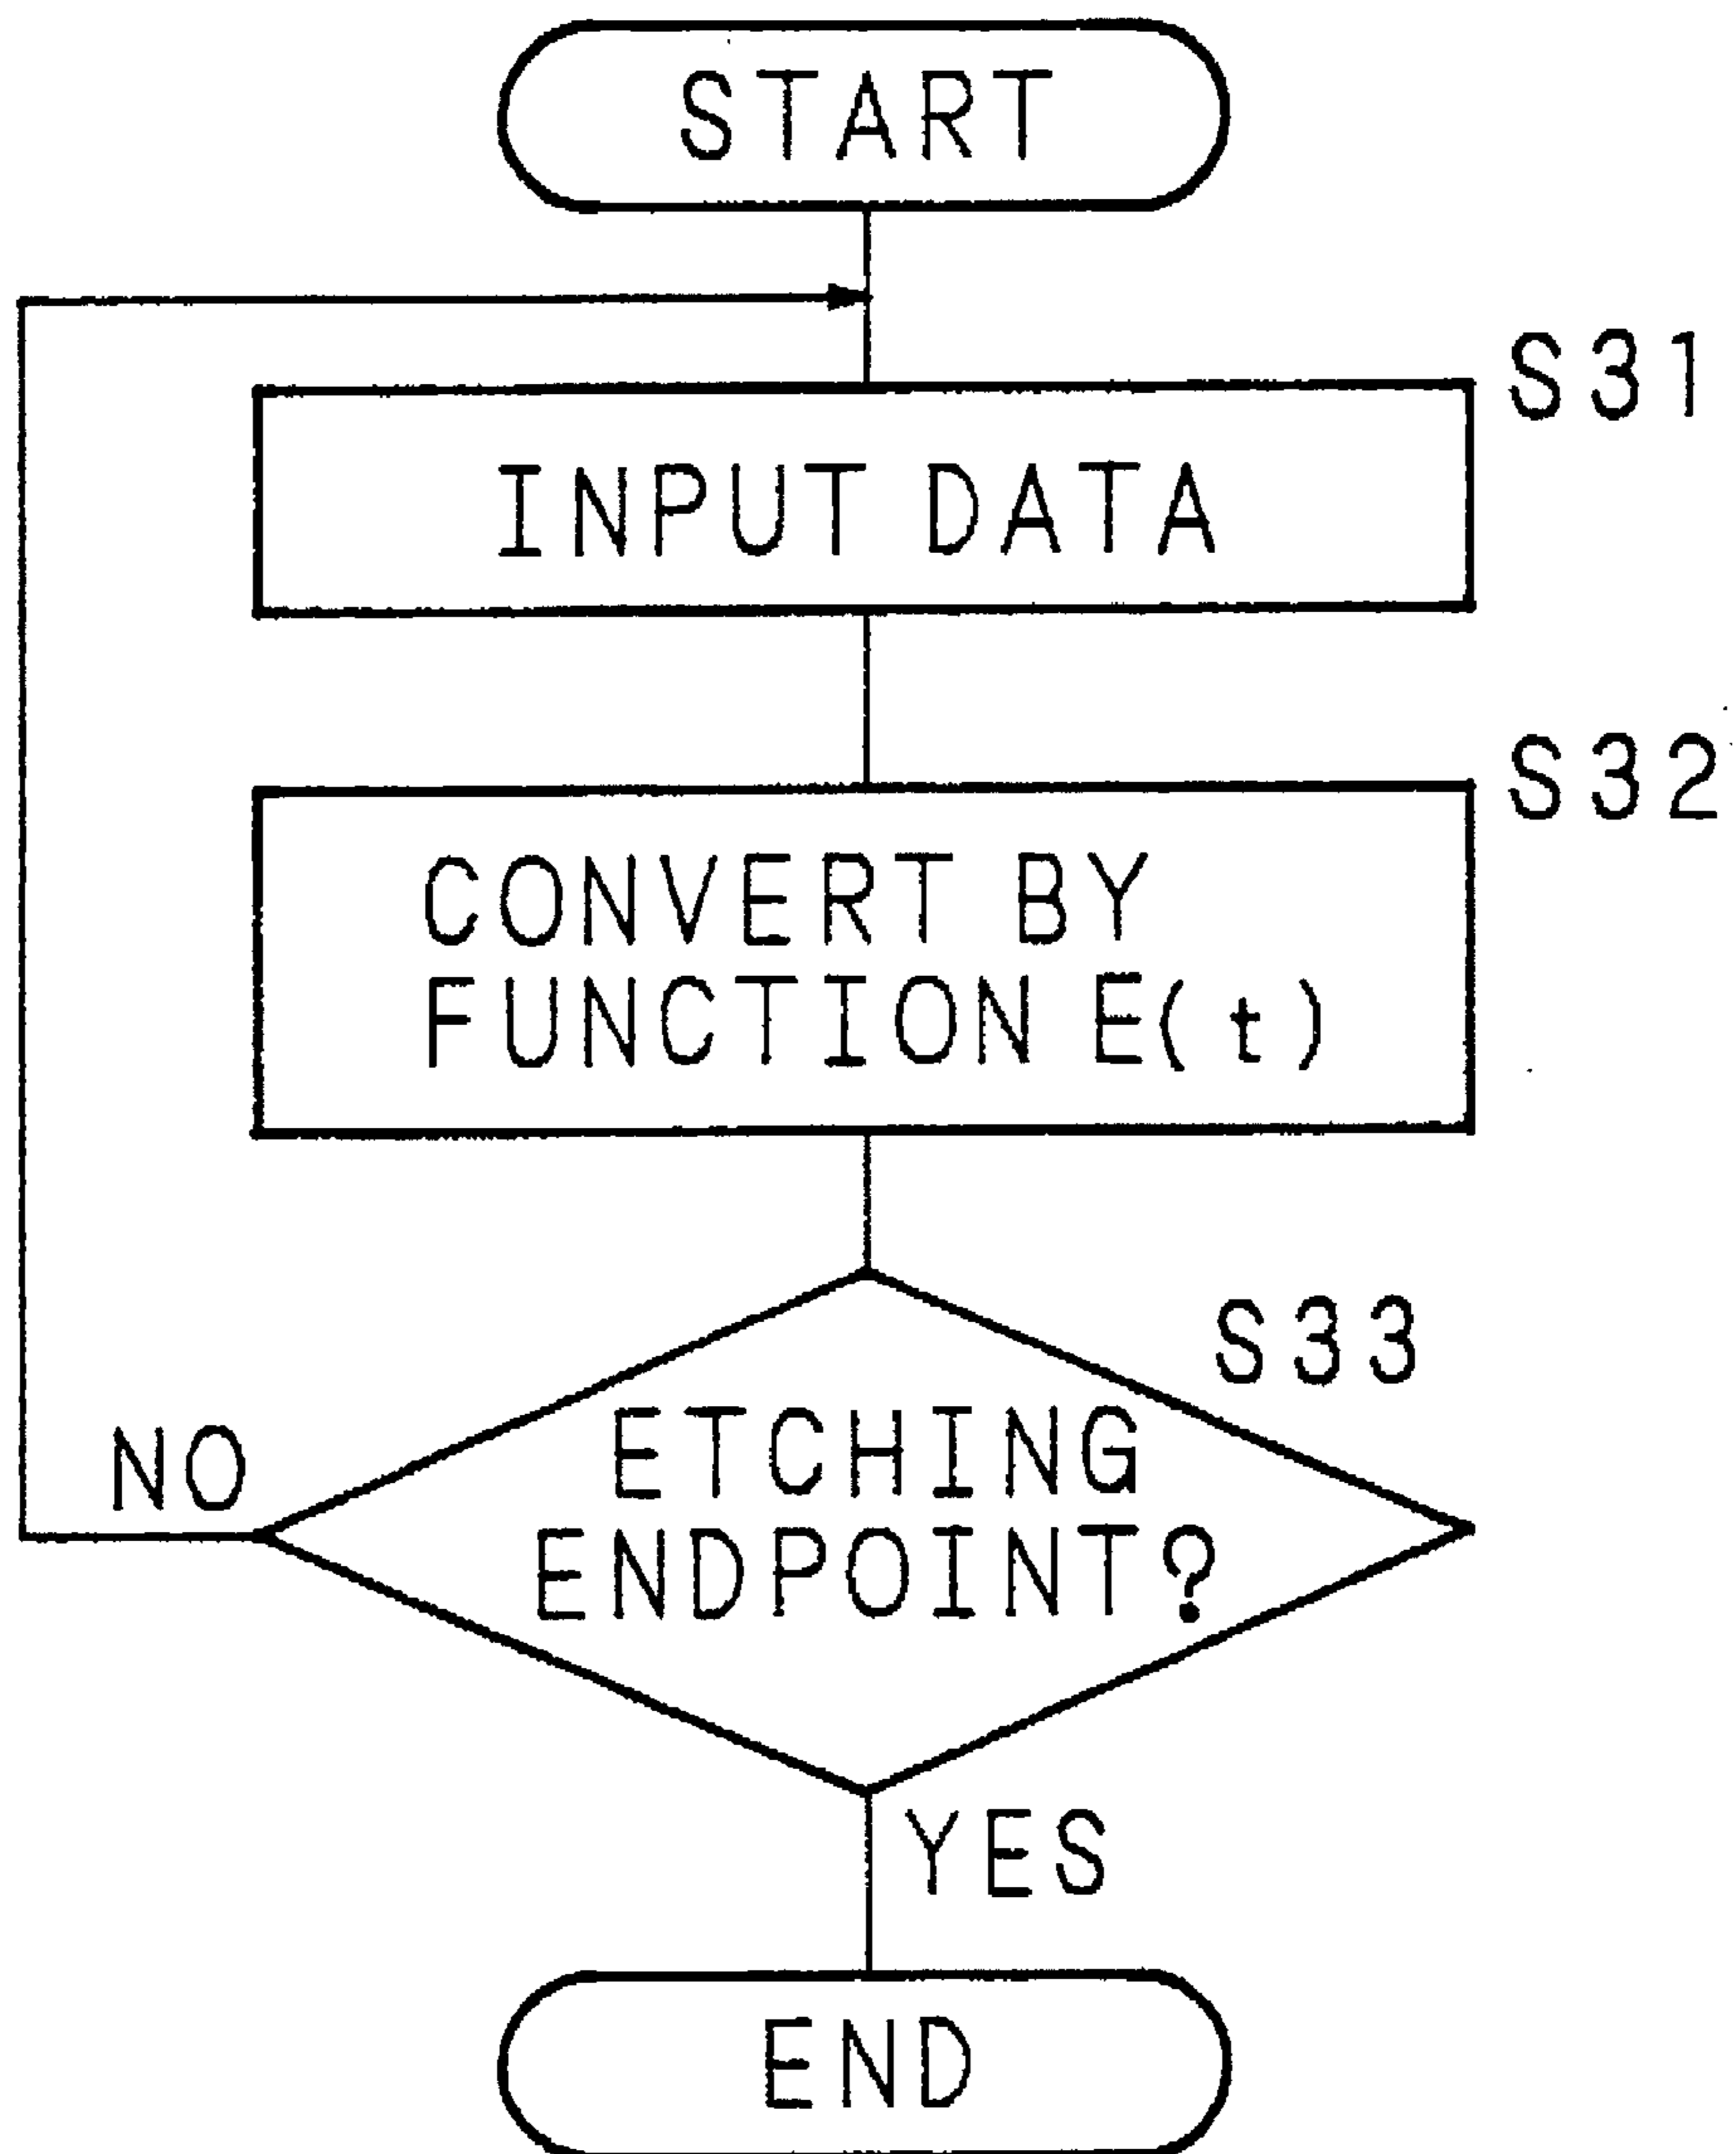 START
S31
INPUT DATA
S32
CONVERT BY
FUNCTION E(t)
S33
ETCHING
ENDPOINT?
NO
YES
END